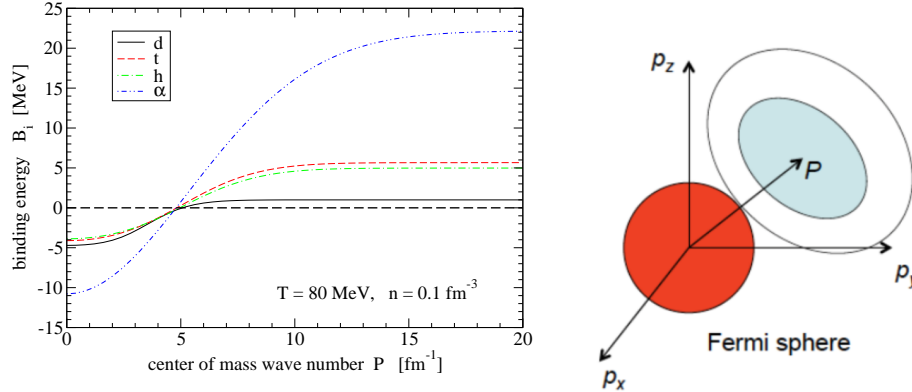 25
20
15
10
5
0
-5
-10
-15
0
5
10
15
20
binding energy B_i [MeV]
d
t
h
α
T = 80 MeV, n = 0.1 fm^-3
center of mass wave number P [fm^-1]
p_z
P
p_y
Fermi sphere
p_x